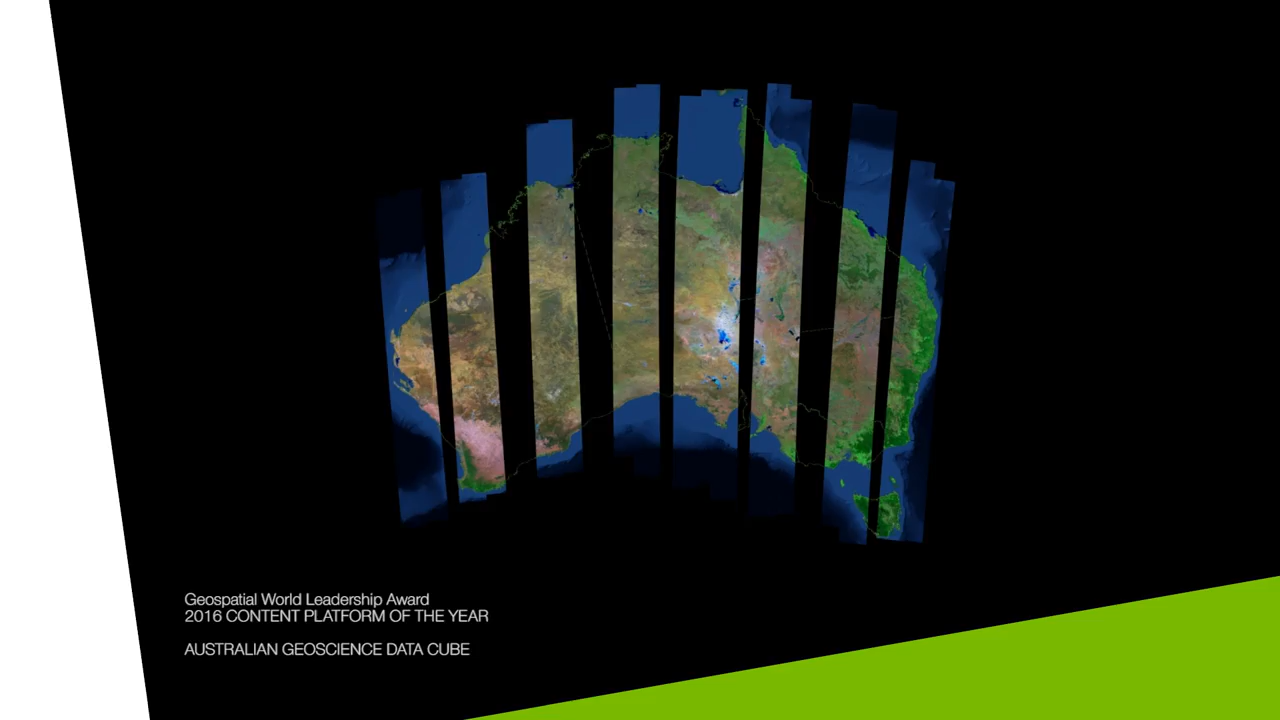 Geospatial World Leadership Award
2016 CONTENT PLATFORM OF THE YEAR
AUSTRALIAN GEOSCIENCE DATA CUBE